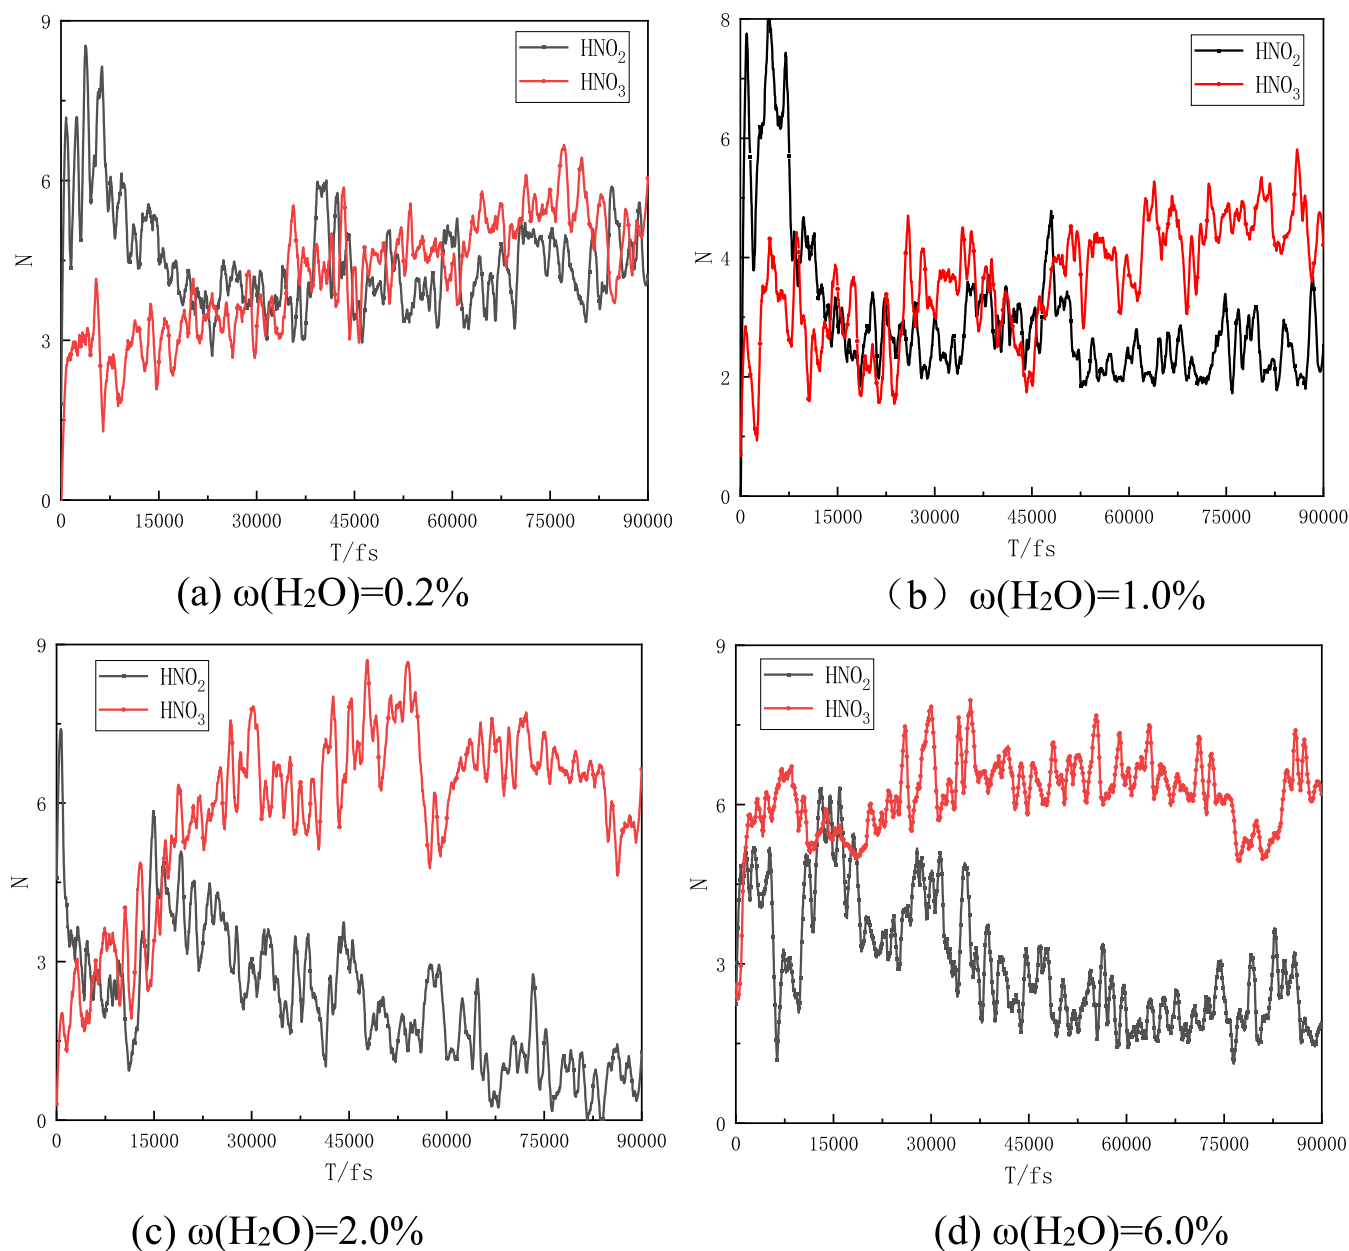 9
6
3
0
N
HNO₂
HNO₃
0 15000 30000 45000 60000 75000 90000
T/fs
(a) ω(H₂O)=0.2%
8
6
4
2
0
N
HNO₂
HNO₃
0 15000 30000 45000 60000 75000 90000
T/fs
（b）ω(H₂O)=1.0%
9
6
3
0
N
HNO₂
HNO₃
0 15000 30000 45000 60000 75000 90000
T/fs
(c) ω(H₂O)=2.0%
9
6
3
0
N
HNO₂
HNO₃
0 15000 30000 45000 60000 75000 90000
T/fs
(d) ω(H₂O)=6.0%